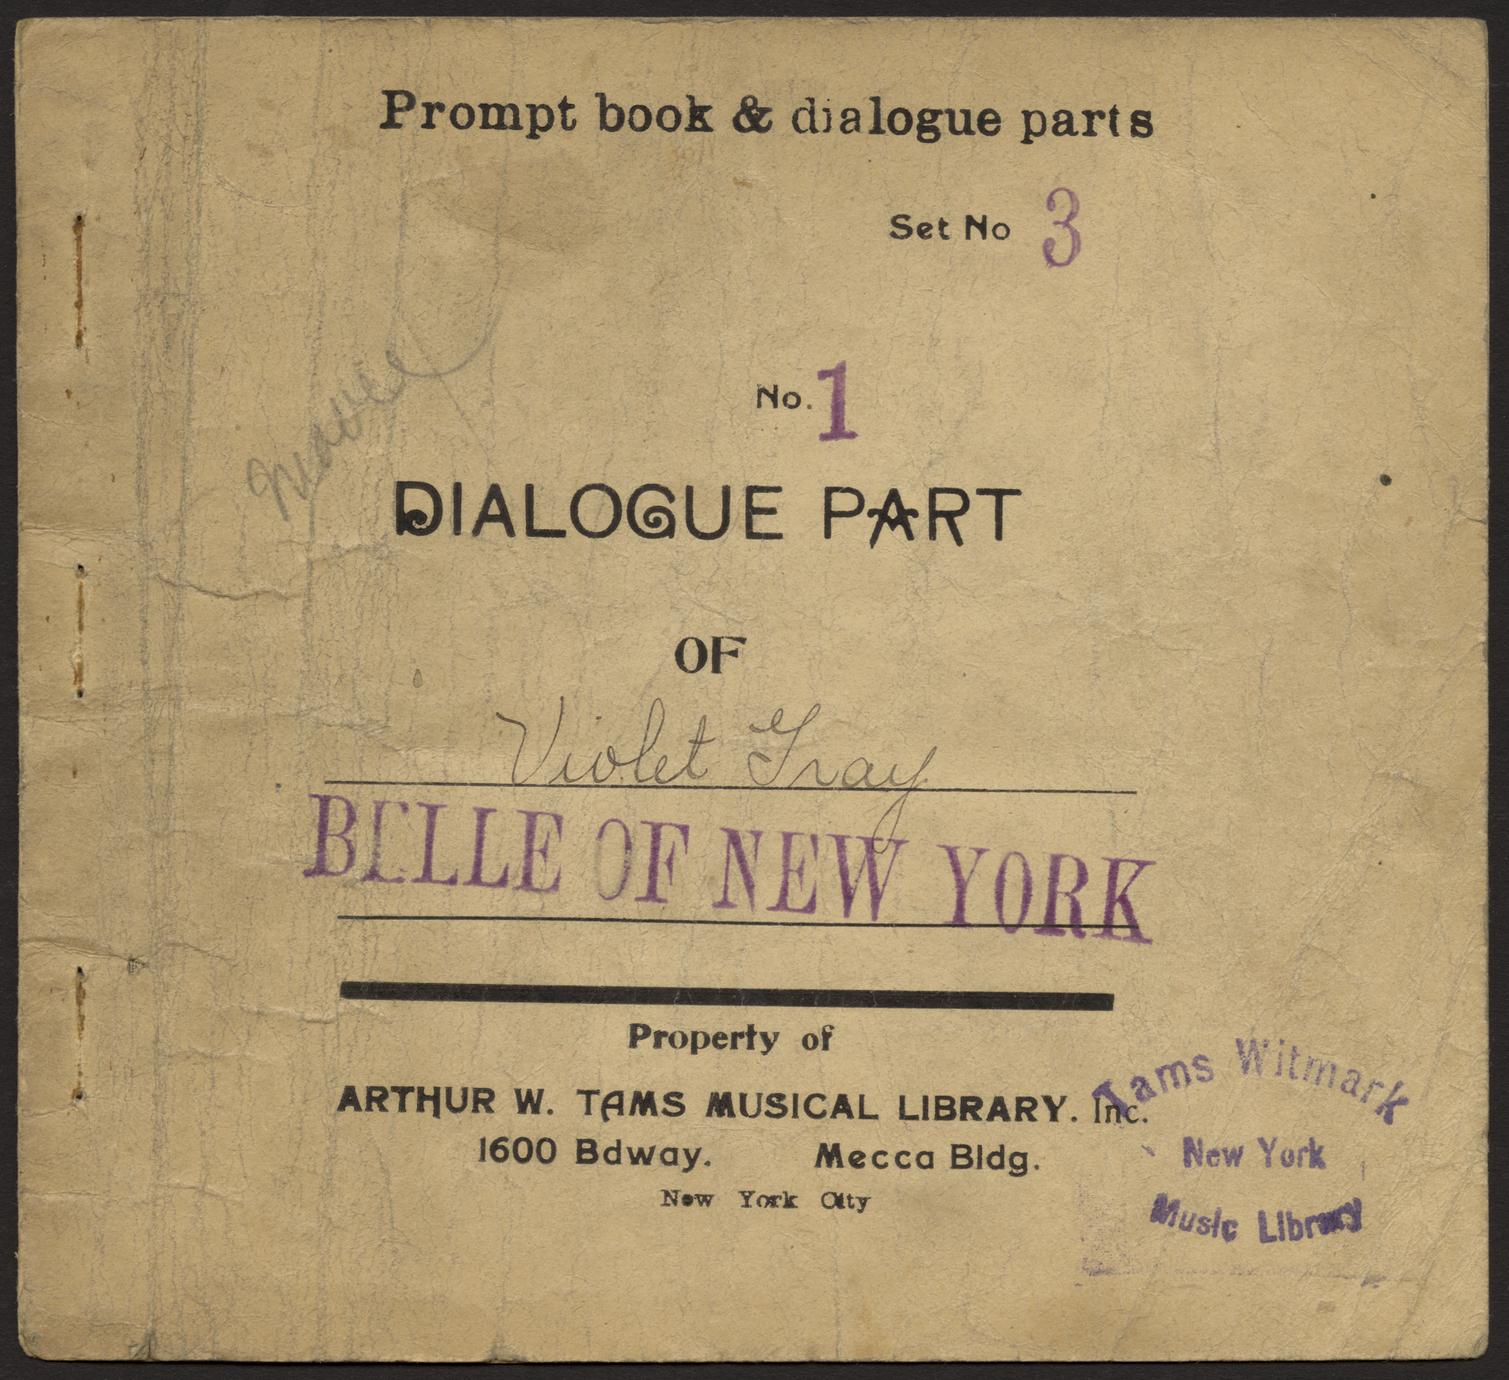 Prompt book & dialogue parts
Set No 3
No. 1
DIALOGUE PART
OF
Violet Gray
BELLE OF NEW YORK
Property of
ARTHUR W. TAMS MUSICAL LIBRARY. Inc.
1600 Bdway. Mecca Bldg.
New York City
Tams Witmark
New York
Music Library